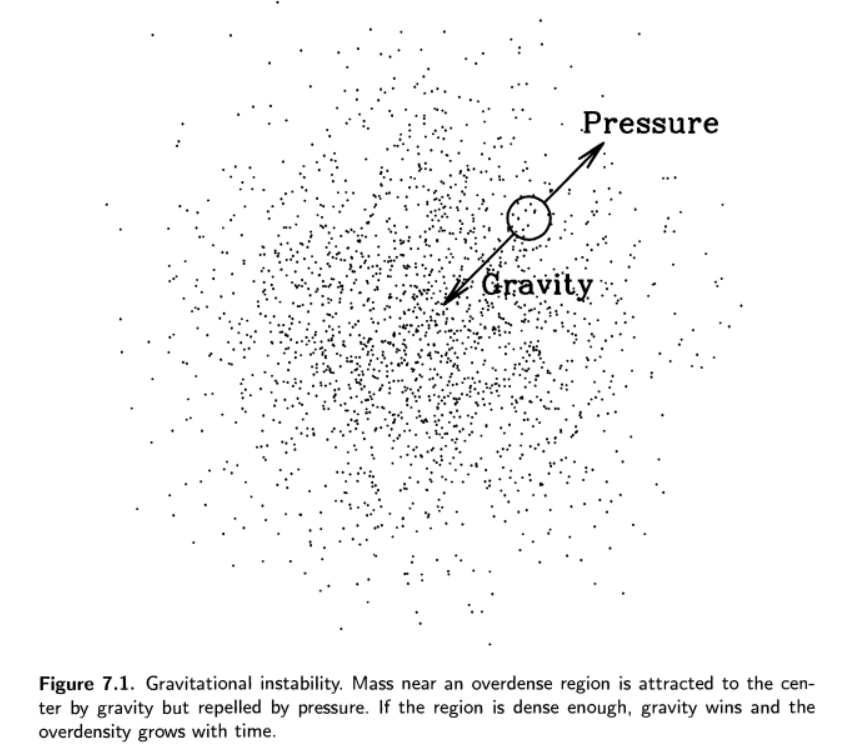 Pressure
Gravity
Figure 7.1. Gravitational instability. Mass near an overdense region is attracted to the cen-
ter by gravity but repelled by pressure. If the region is dense enough, gravity wins and the
overdensity grows with time.